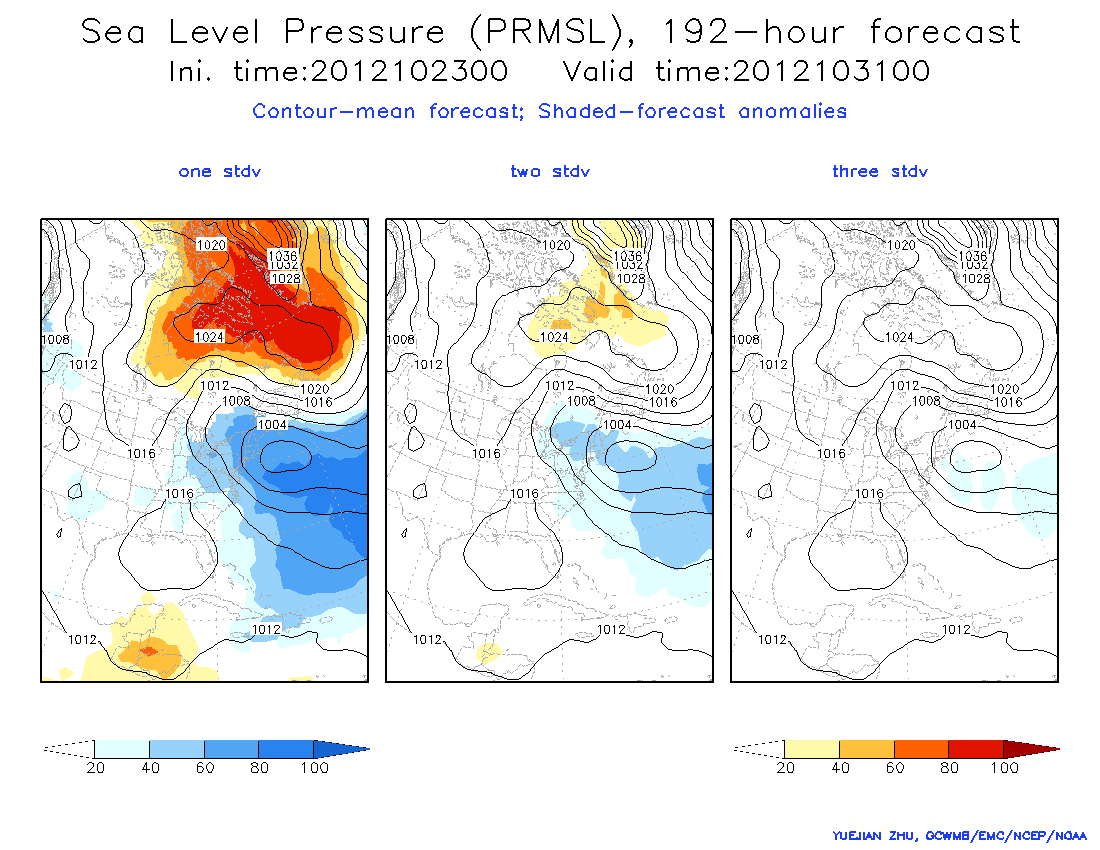 Sea Level Pressure (PRMSL), 192-hour forecast
Ini. time:2012102300 Valid time:2012103100
Contour-mean forecast; Shaded-forecast anomalies
one stdv two stdv three stdv
1020 1020 1020
1036 1036 1036
1032 1032 1032
1028 1028 1028
1008 1024 1008 1024 1008 1024
1012 1012 1012
1012 1020 1012 1020 1012 1020
1008 1016 1008 1016 1008 1016
1004 1004 1004
1016 1016 1016
1016 1016 1016
1012 1012 1012 1012 1012 1012
20 40 60 80 100 20 40 60 80 100
YUEJIAN ZHU, GCWMB/EMC/NCEP/NOAA